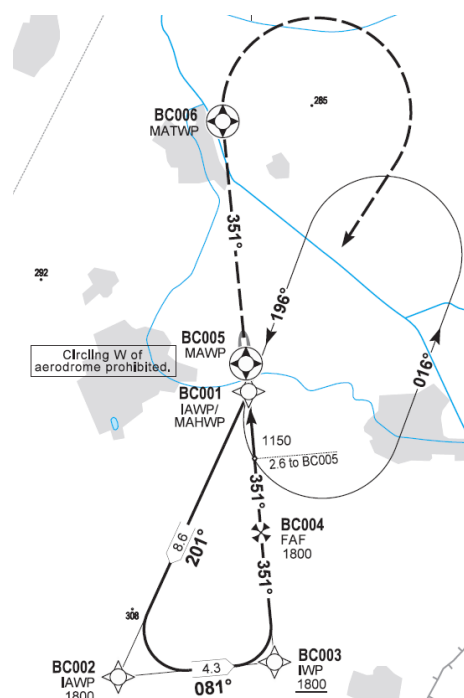 285
BC006
MATWP
351°
292
196°
016°
BC005
MAWP
Circling W of
aerodrome prohibited.
BC001
IAWP/
MAHWP
1150
2.6 to BC005
351°
BC004
FAF
1800
8.6
201°
351°
308
BC003
IWP
1800
4.3
081°
BC002
IAWP
1800